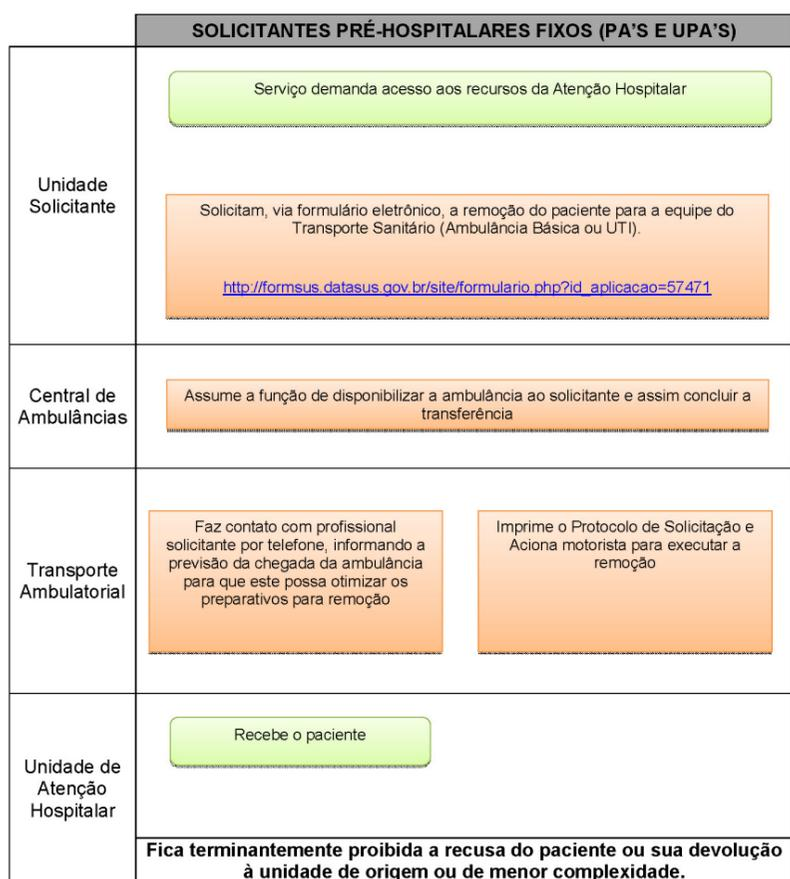 SOLICITANTES PRÉ-HOSPITALARES FIXOS (PA'S E UPA'S)
Unidade
Solicitante
Serviço demanda acesso aos recursos da Atenção Hospitalar
Solicitam, via formulário eletrônico, a remoção do paciente para a equipe do
Transporte Sanitário (Ambulância Básica ou UTI).
http://formsus.datasus.gov.br/site/formulario.php?id_aplicacao=57471
Central de
Ambulâncias
Assume a função de disponibilizar a ambulância ao solicitante e assim concluir a
transferência
Transporte
Ambulatorial
Faz contato com profissional
solicitante por telefone, informando a
previsão da chegada da ambulância
para que este possa otimizar os
preparativos para remoção
Imprime o Protocolo de Solicitação e
Aciona motorista para executar a
remoção
Unidade de
Atenção
Hospitalar
Recebe o paciente
Fica terminantemente proibida a recusa do paciente ou sua devolução
à unidade de origem ou de menor complexidade.